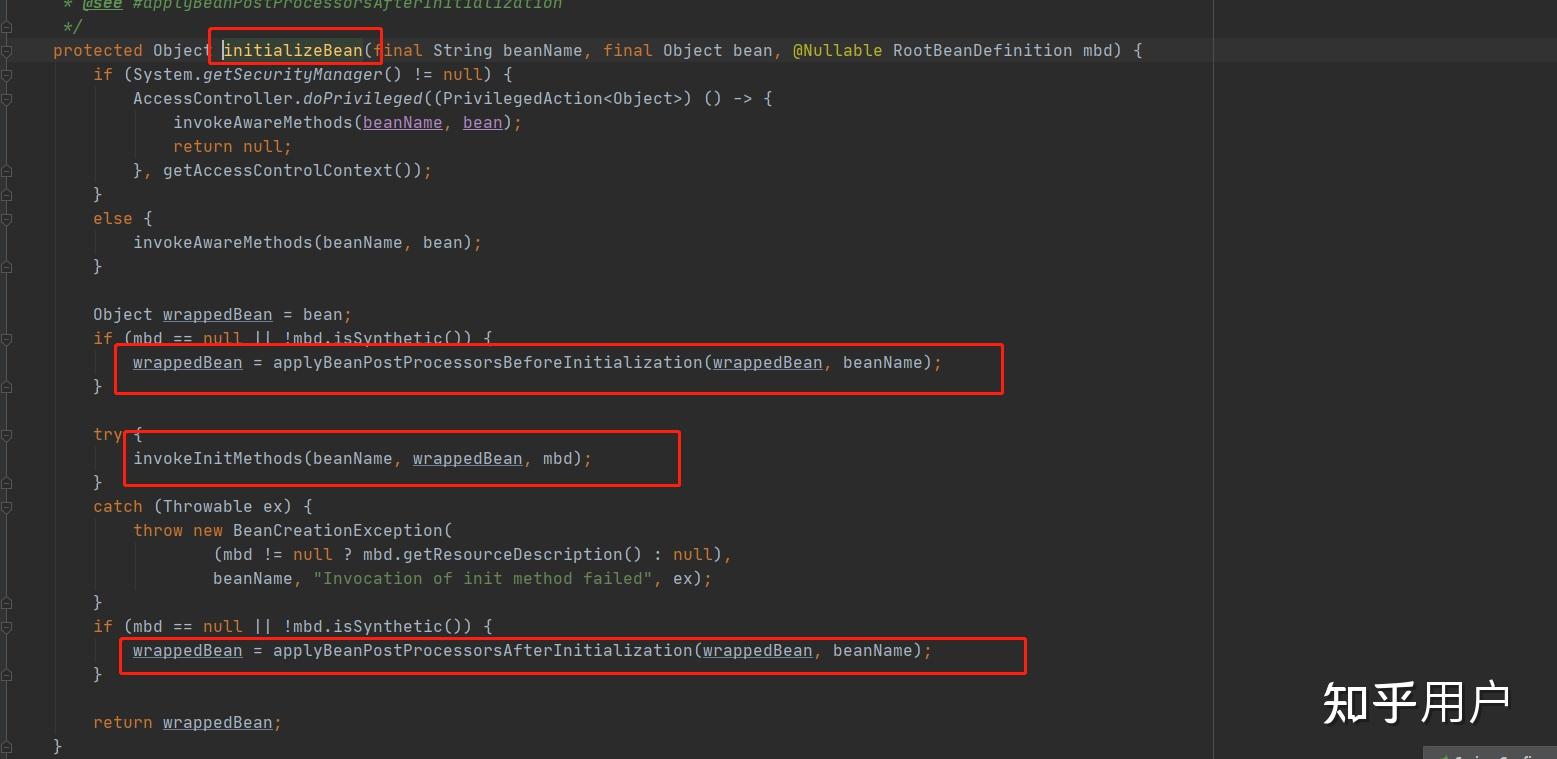 * @see #applyBeanPostProcessorsAfterInitialization
*/
protected Object initializeBean(final String beanName, final Object bean, @Nullable RootBeanDefinition mbd) {
if (System.getSecurityManager() != null) {
AccessController.doPrivileged((PrivilegedAction<Object>) () -> {
invokeAwareMethods(beanName, bean);
return null;
}, getAccessControlContext());
}
else {
invokeAwareMethods(beanName, bean);
}
Object wrappedBean = bean;
if (mbd == null || !mbd.isSynthetic()) {
wrappedBean = applyBeanPostProcessorsBeforeInitialization(wrappedBean, beanName);
}
try {
invokeInitMethods(beanName, wrappedBean, mbd);
}
catch (Throwable ex) {
throw new BeanCreationException(
(mbd != null ? mbd.getResourceDescription() : null),
beanName, "Invocation of init method failed", ex);
}
if (mbd == null || !mbd.isSynthetic()) {
wrappedBean = applyBeanPostProcessorsAfterInitialization(wrappedBean, beanName);
}
return wrappedBean;
}
知乎用户